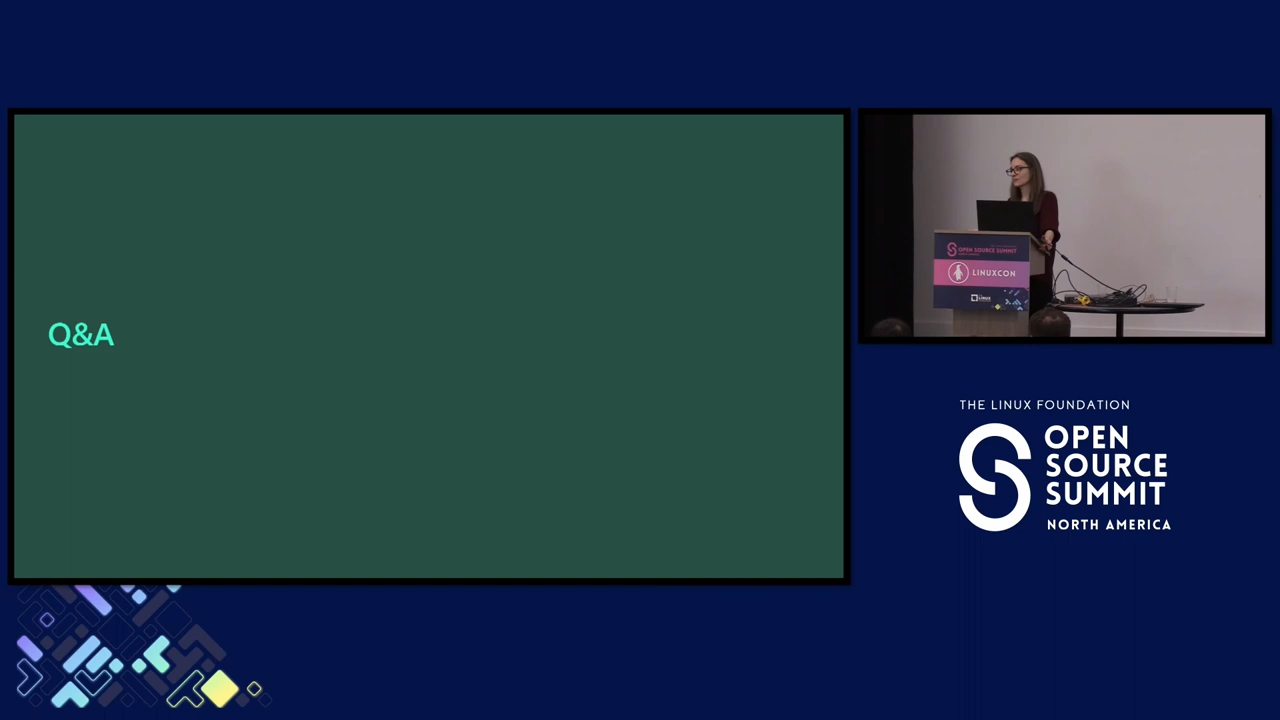 Q&A
OPEN SOURCE SUMMIT
LINUXCON
THE LINUX FOUNDATION
OPEN
SOURCE
SUMMIT
NORTH AMERICA